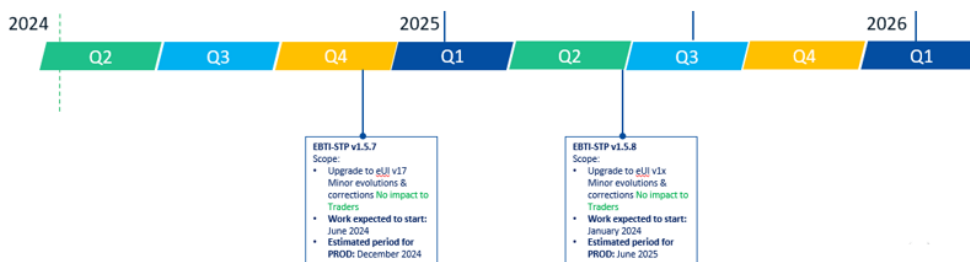 2024 2025 2026
Q2 Q3 Q4 Q1 Q2 Q3 Q4 Q1
EBTI-STP v1.5.7
Scope:
• Upgrade to eUI v17
Minor evolutions &
corrections No impact to
Traders
• Work expected to start:
June 2024
• Estimated period for
PROD: December 2024
EBTI-STP v1.5.8
Scope:
• Upgrade to eUI v1x
Minor evolutions &
corrections No impact to
Traders
• Work expected to start:
January 2024
• Estimated period for
PROD: June 2025